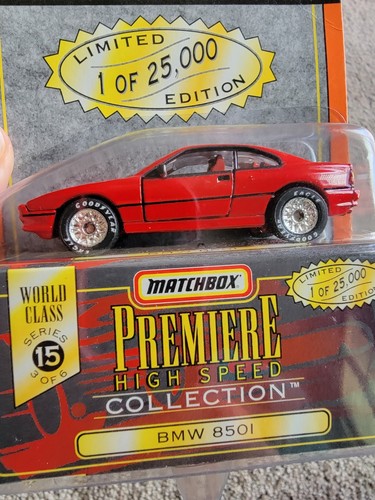 LIMITED
1 OF 25,000
EDITION
GOODYEAR
EAGLE
GOODYEAR
MATCHBOX
LIMITED
1 OF 25,000
EDITION
WORLD
CLASS
SERIES
15
3 OF 6
PREMIERE
HIGH SPEED
COLLECTION™
BMW 850I